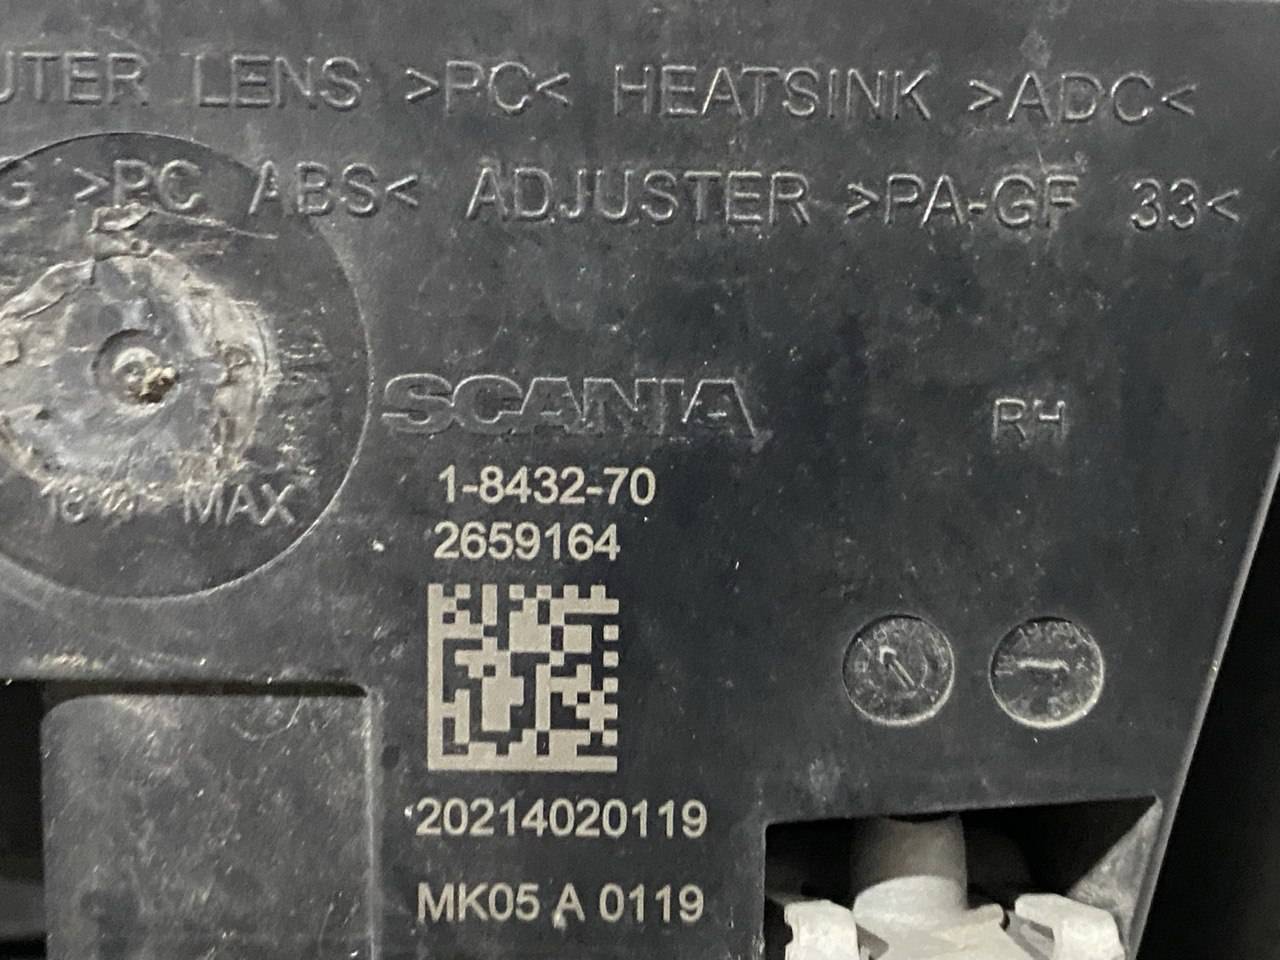 UTER LENS >PC< HEATSINK >ADC<
G >PC ABS< ADJUSTER >PA-GF 33<
SCANIA RH
MAX
1-8432-70
2659164
20214020119
MK05 A 0119